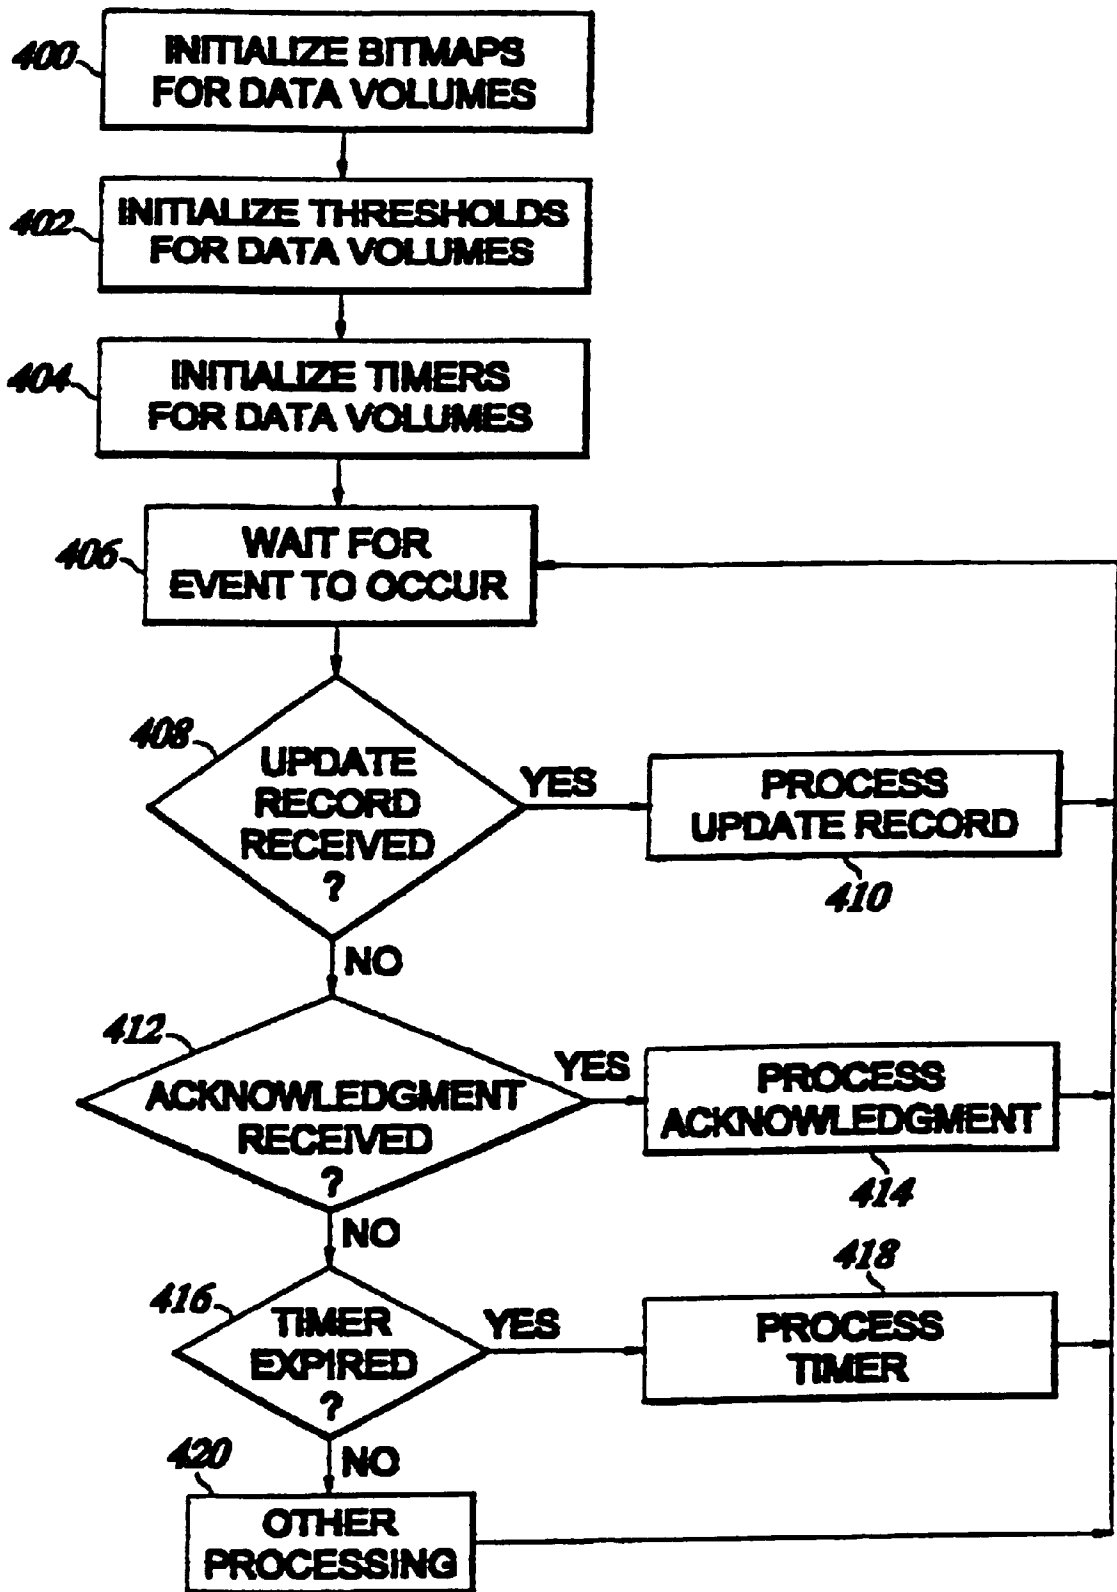 400
INITIALIZE BITMAPS
FOR DATA VOLUMES
402
INITIALIZE THRESHOLDS
FOR DATA VOLUMES
404
INITIALIZE TIMERS
FOR DATA VOLUMES
406
WAIT FOR
EVENT TO OCCUR
408
UPDATE
RECORD
RECEIVED
?
YES
PROCESS
UPDATE RECORD
410
NO
412
ACKNOWLEDGMENT
RECEIVED
?
YES
PROCESS
ACKNOWLEDGMENT
414
NO
416
TIMER
EXPIRED
?
YES
418
PROCESS
TIMER
NO
420
OTHER
PROCESSING